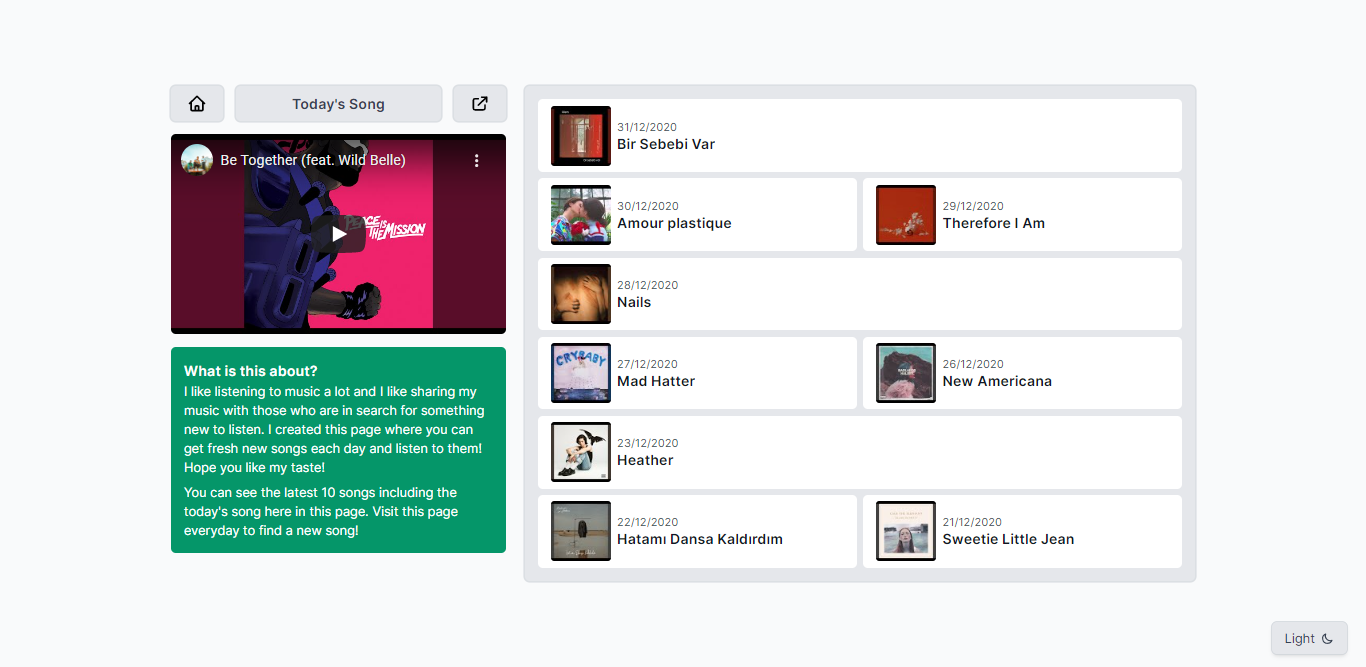 Today's Song
Be Together (feat. Wild Belle)
PEACE IS
THE MISSION
What is this about?
I like listening to music a lot and I like sharing my
music with those who are in search for something
new to listen. I created this page where you can
get fresh new songs each day and listen to them!
Hope you like my taste!
You can see the latest 10 songs including the
today's song here in this page. Visit this page
everyday to find a new song!
31/12/2020
Bir Sebebi Var
30/12/2020
Amour plastique
29/12/2020
Therefore I Am
28/12/2020
Nails
CRYBABY
27/12/2020
Mad Hatter
26/12/2020
New Americana
23/12/2020
Heather
22/12/2020
Hatamı Dansa Kaldırdım
21/12/2020
Sweetie Little Jean
Light